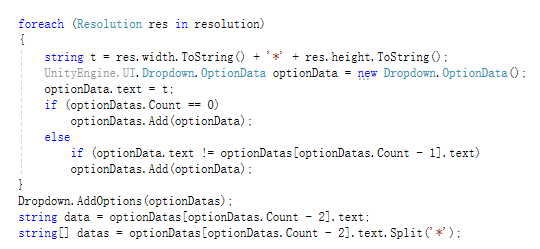 foreach (Resolution res in resolution)
{
string t = res.width.ToString() + '*' + res.height.ToString();
UnityEngine.UI.Dropdown.OptionData optionData = new Dropdown.OptionData();
optionData.text = t;
if (optionDatas.Count == 0)
optionDatas.Add(optionData);
else
if (optionData.text != optionDatas[optionDatas.Count - 1].text)
optionDatas.Add(optionData);
}
Dropdown.AddOptions(optionDatas);
string data = optionDatas[optionDatas.Count - 2].text;
string[] datas = optionDatas[optionDatas.Count - 2].text.Split('*');